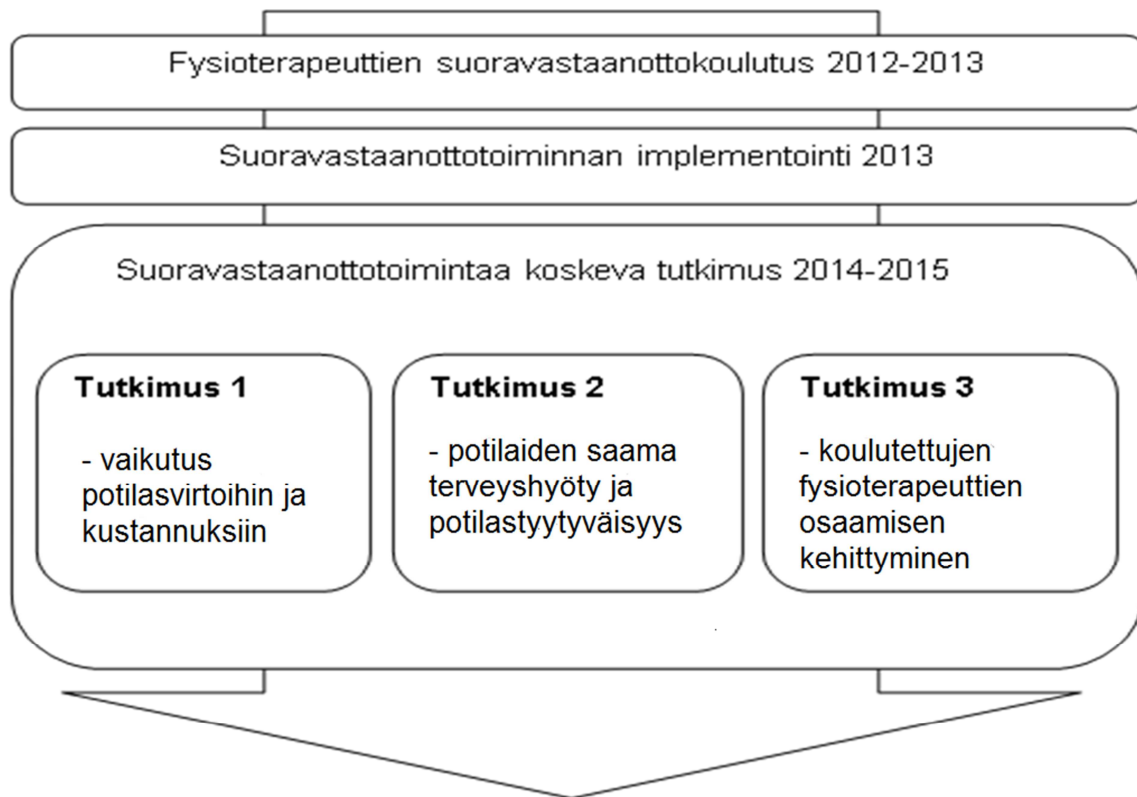 Fysioterapeuttien suoravastaanottokoulutus 2012-2013
Suoravastaanottotoiminnan implementointi 2013
Suoravastaanottotoimintaa koskeva tutkimus 2014-2015
Tutkimus 1
- vaikutus
potilasvirtoihin ja
kustannuksiin
Tutkimus 2
- potilaiden saama
terveyshyöty ja
potilastyytyväisyys
Tutkimus 3
- koulutettujen
fysioterapeuttien
osaamisen
kehittyminen